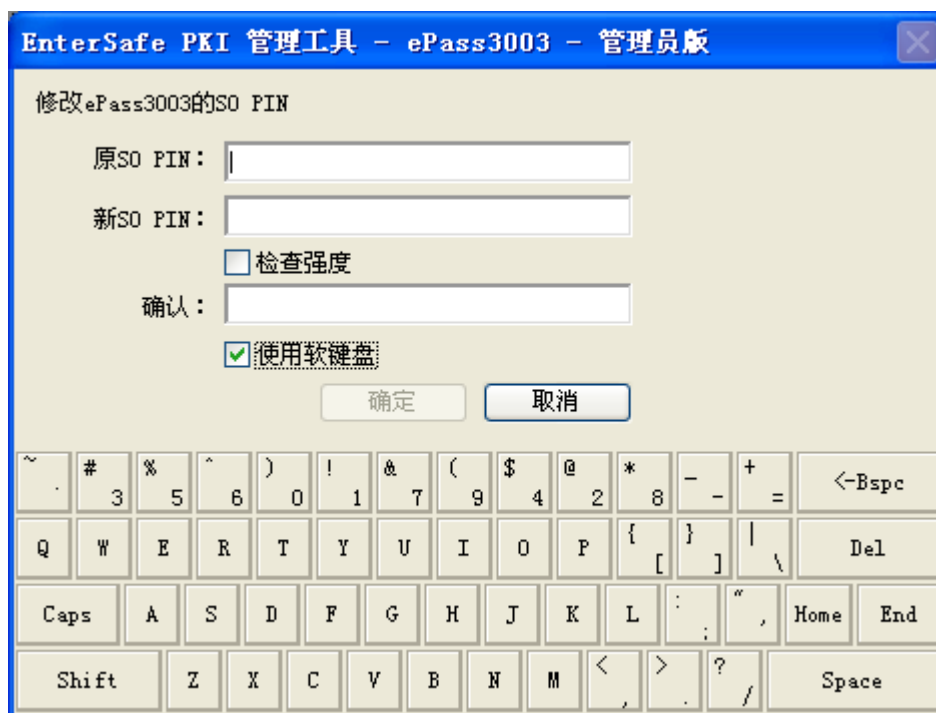 EnterSafe PKI 管理工具 - ePass3003 - 管理员版
修改ePass3003的SO PIN
原SO PIN：
新SO PIN：
检查强度
确认：
使用软键盘
确定 取消
~ . # 3 % 5 ^ 6 ) 0 ! 1 & 7 ( 9 $ 4 @ 2 * 8 _ - + = <-Bspc
Q W E R T Y U I O P { [ } ] | \ Del
Caps A S D F G H J K L : ; " , Home End
Shift Z X C V B N M < , > . ? / Space